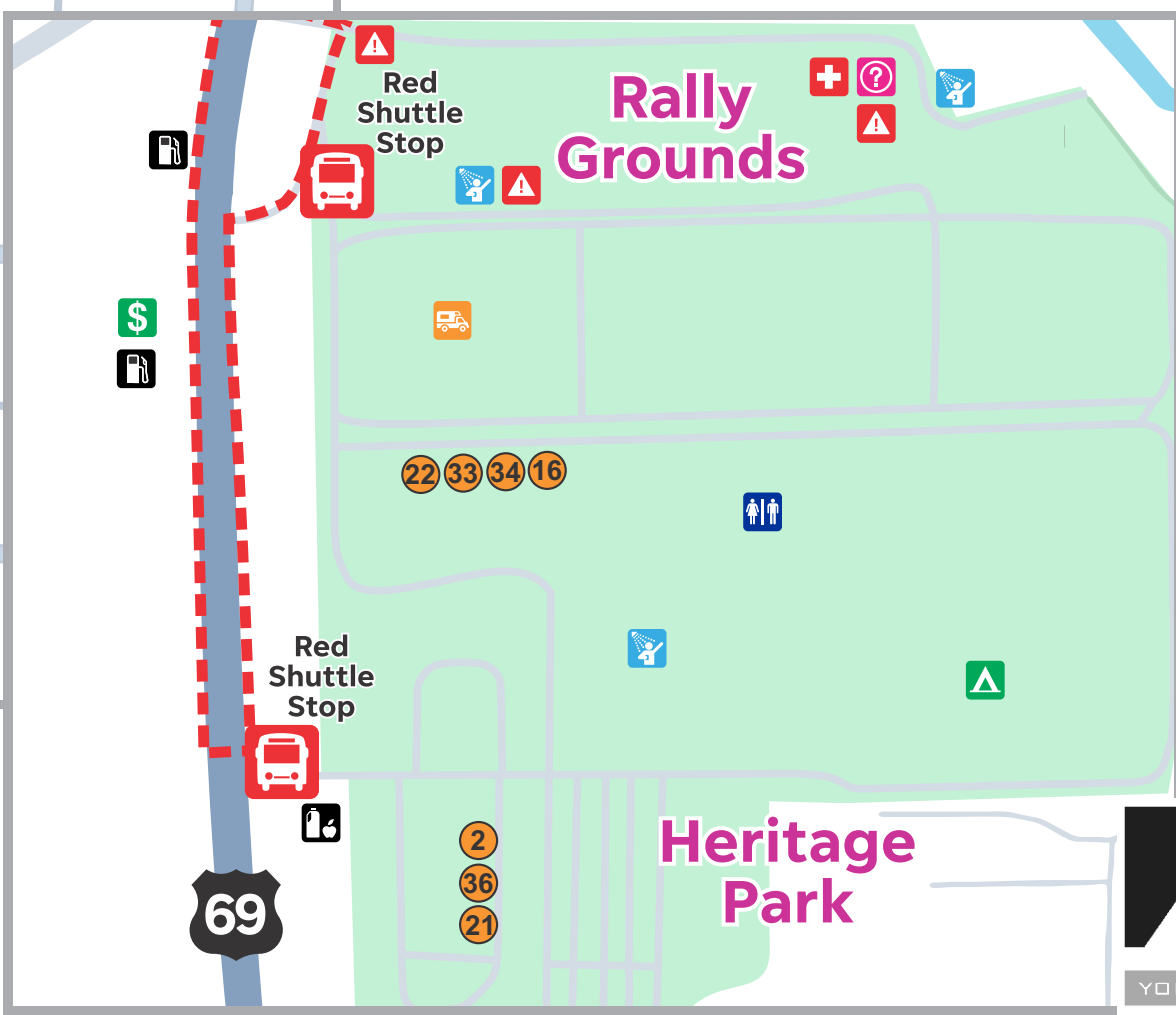 Red
Shuttle
Stop
Rally
Grounds
?
!
!
!
$
22 33 34 16
Red
Shuttle
Stop
2
36
21
Heritage
Park
69